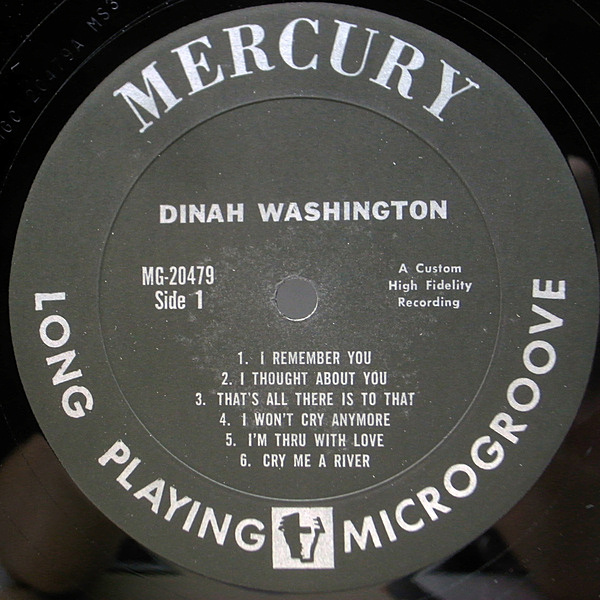 MERCURY
DINAH WASHINGTON
MG-20479
Side 1
A Custom
High Fidelity
Recording
1. I REMEMBER YOU
2. I THOUGHT ABOUT YOU
3. THAT'S ALL THERE IS TO THAT
4. I WON'T CRY ANYMORE
5. I'M THRU WITH LOVE
6. CRY ME A RIVER
LONG PLAYING MICROGROOVE